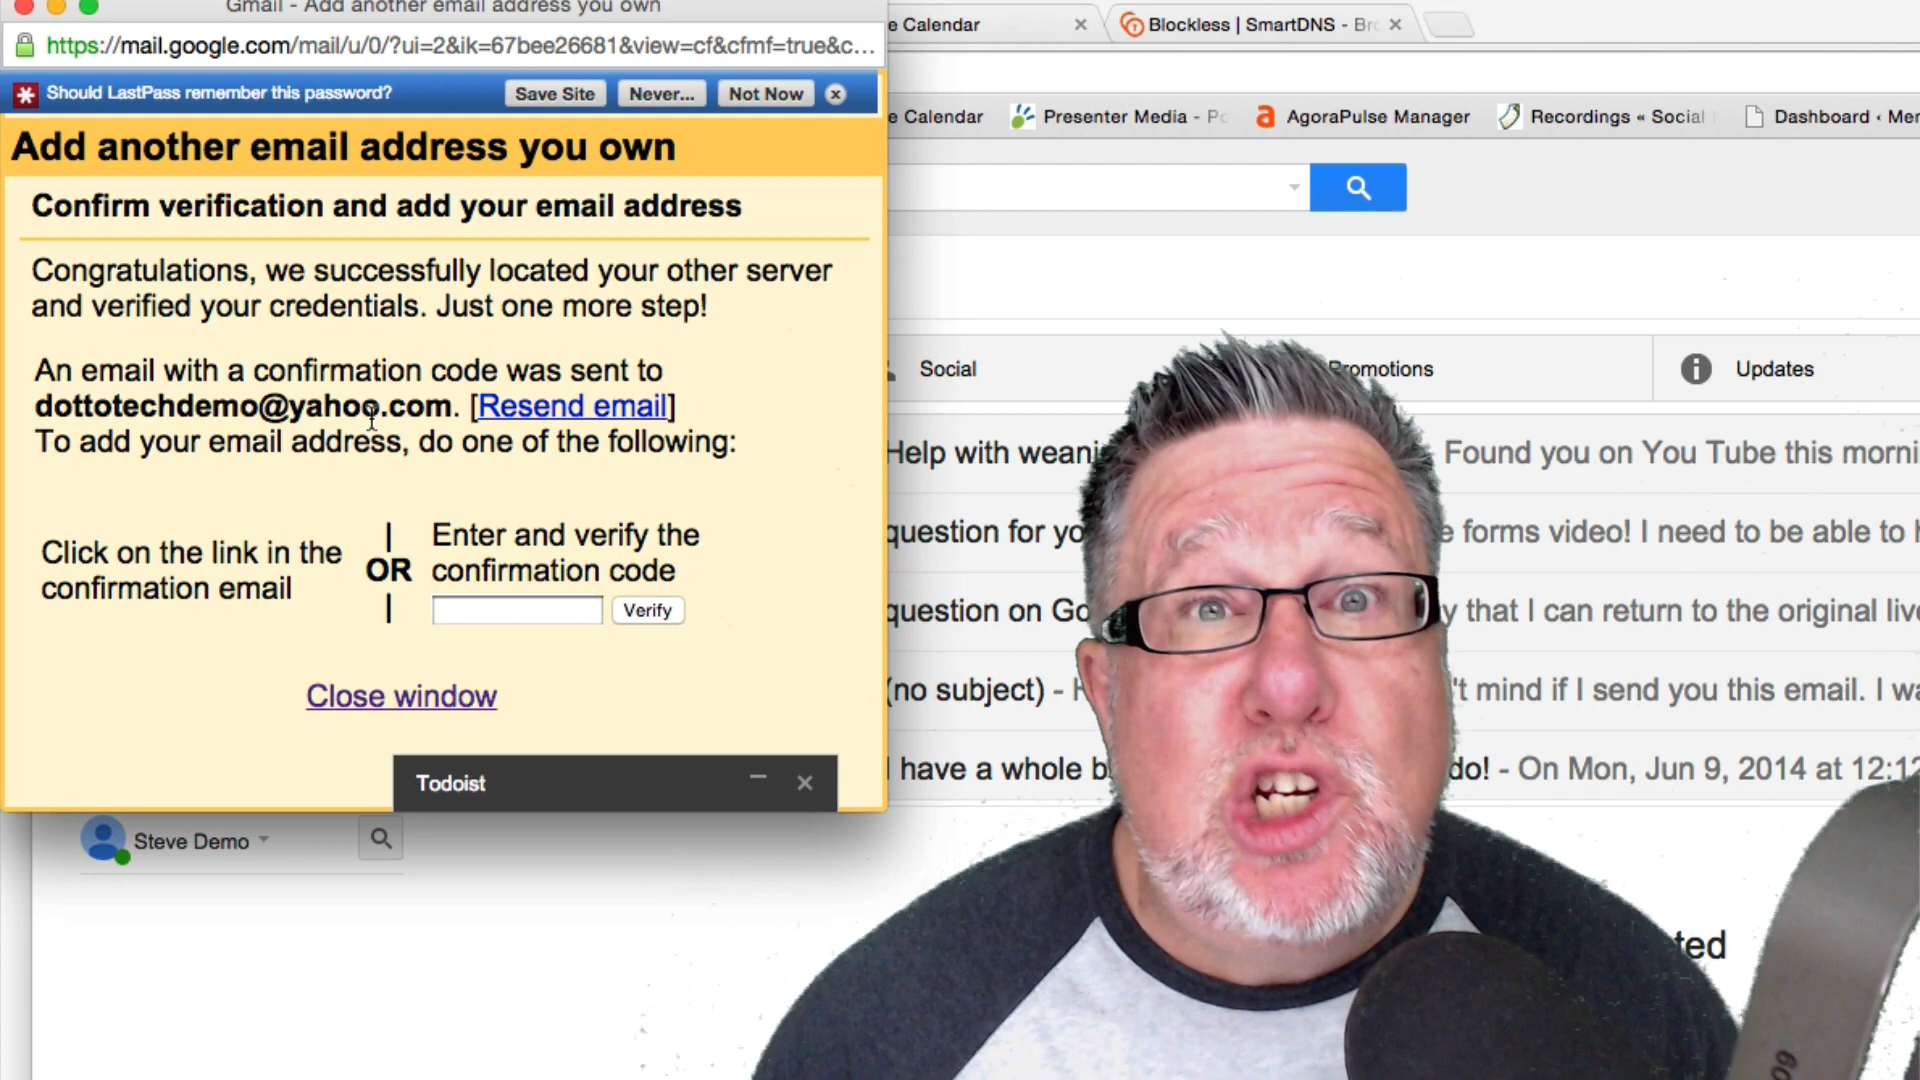 Gmail - Add another email address you own
https://mail.google.com/mail/u/0/?ui=2&ik=67bee26681&view=cf&cfmf=true&c...
Should LastPass remember this password?
Save Site
Never...
Not Now
Add another email address you own
Confirm verification and add your email address
Congratulations, we successfully located your other server
and verified your credentials. Just one more step!
An email with a confirmation code was sent to
dottotechdemo@yahoo.com. [Resend email]
To add your email address, do one of the following:
Click on the link in the
confirmation email
OR
Enter and verify the
confirmation code
Verify
Close window
Todoist
Steve Demo
e Calendar
Blockless | SmartDNS - Br
e Calendar
Presenter Media - Po
AgoraPulse Manager
Recordings « Social
Dashboard ‹ Mer
Social
Promotions
Updates
Help with weani
Found you on You Tube this morni
question for yo
e forms video! I need to be able to h
question on Go
y that I can return to the original live
(no subject) - H
't mind if I send you this email. I wa
I have a whole b
do! - On Mon, Jun 9, 2014 at 12:12
ted